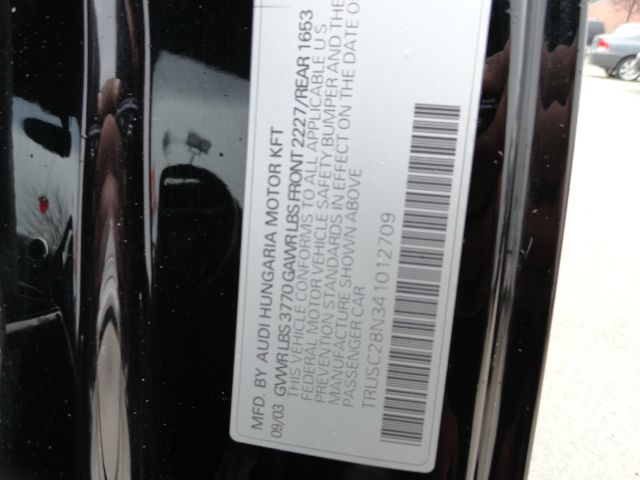 MFD. BY AUDI HUNGARIA MOTOR KFT
09/03 GVWR LBS 3770 GAWR LBS FRONT 2227/REAR 1653
THIS VEHICLE CONFORMS TO ALL APPLICABLE U S
FEDERAL MOTOR VEHICLE SAFETY, BUMPER AND THE
PREVENTION STANDARDS IN EFFECT ON THE DATE O
MANUFACTURE SHOWN ABOVE
PASSENGER CAR
TRUSC28N341012709